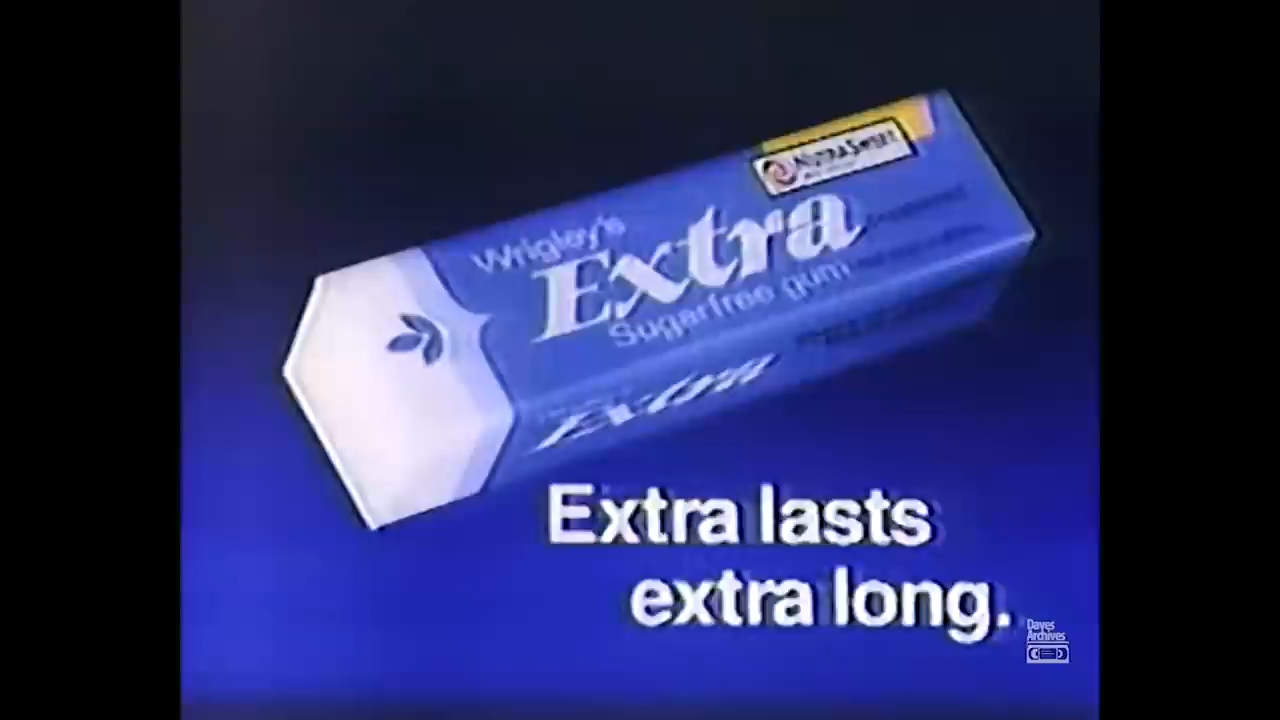 NutraSweet
Wrigley's
Extra
Sugarfree gum
Extra
Extra lasts
extra long.
Daves
Archives